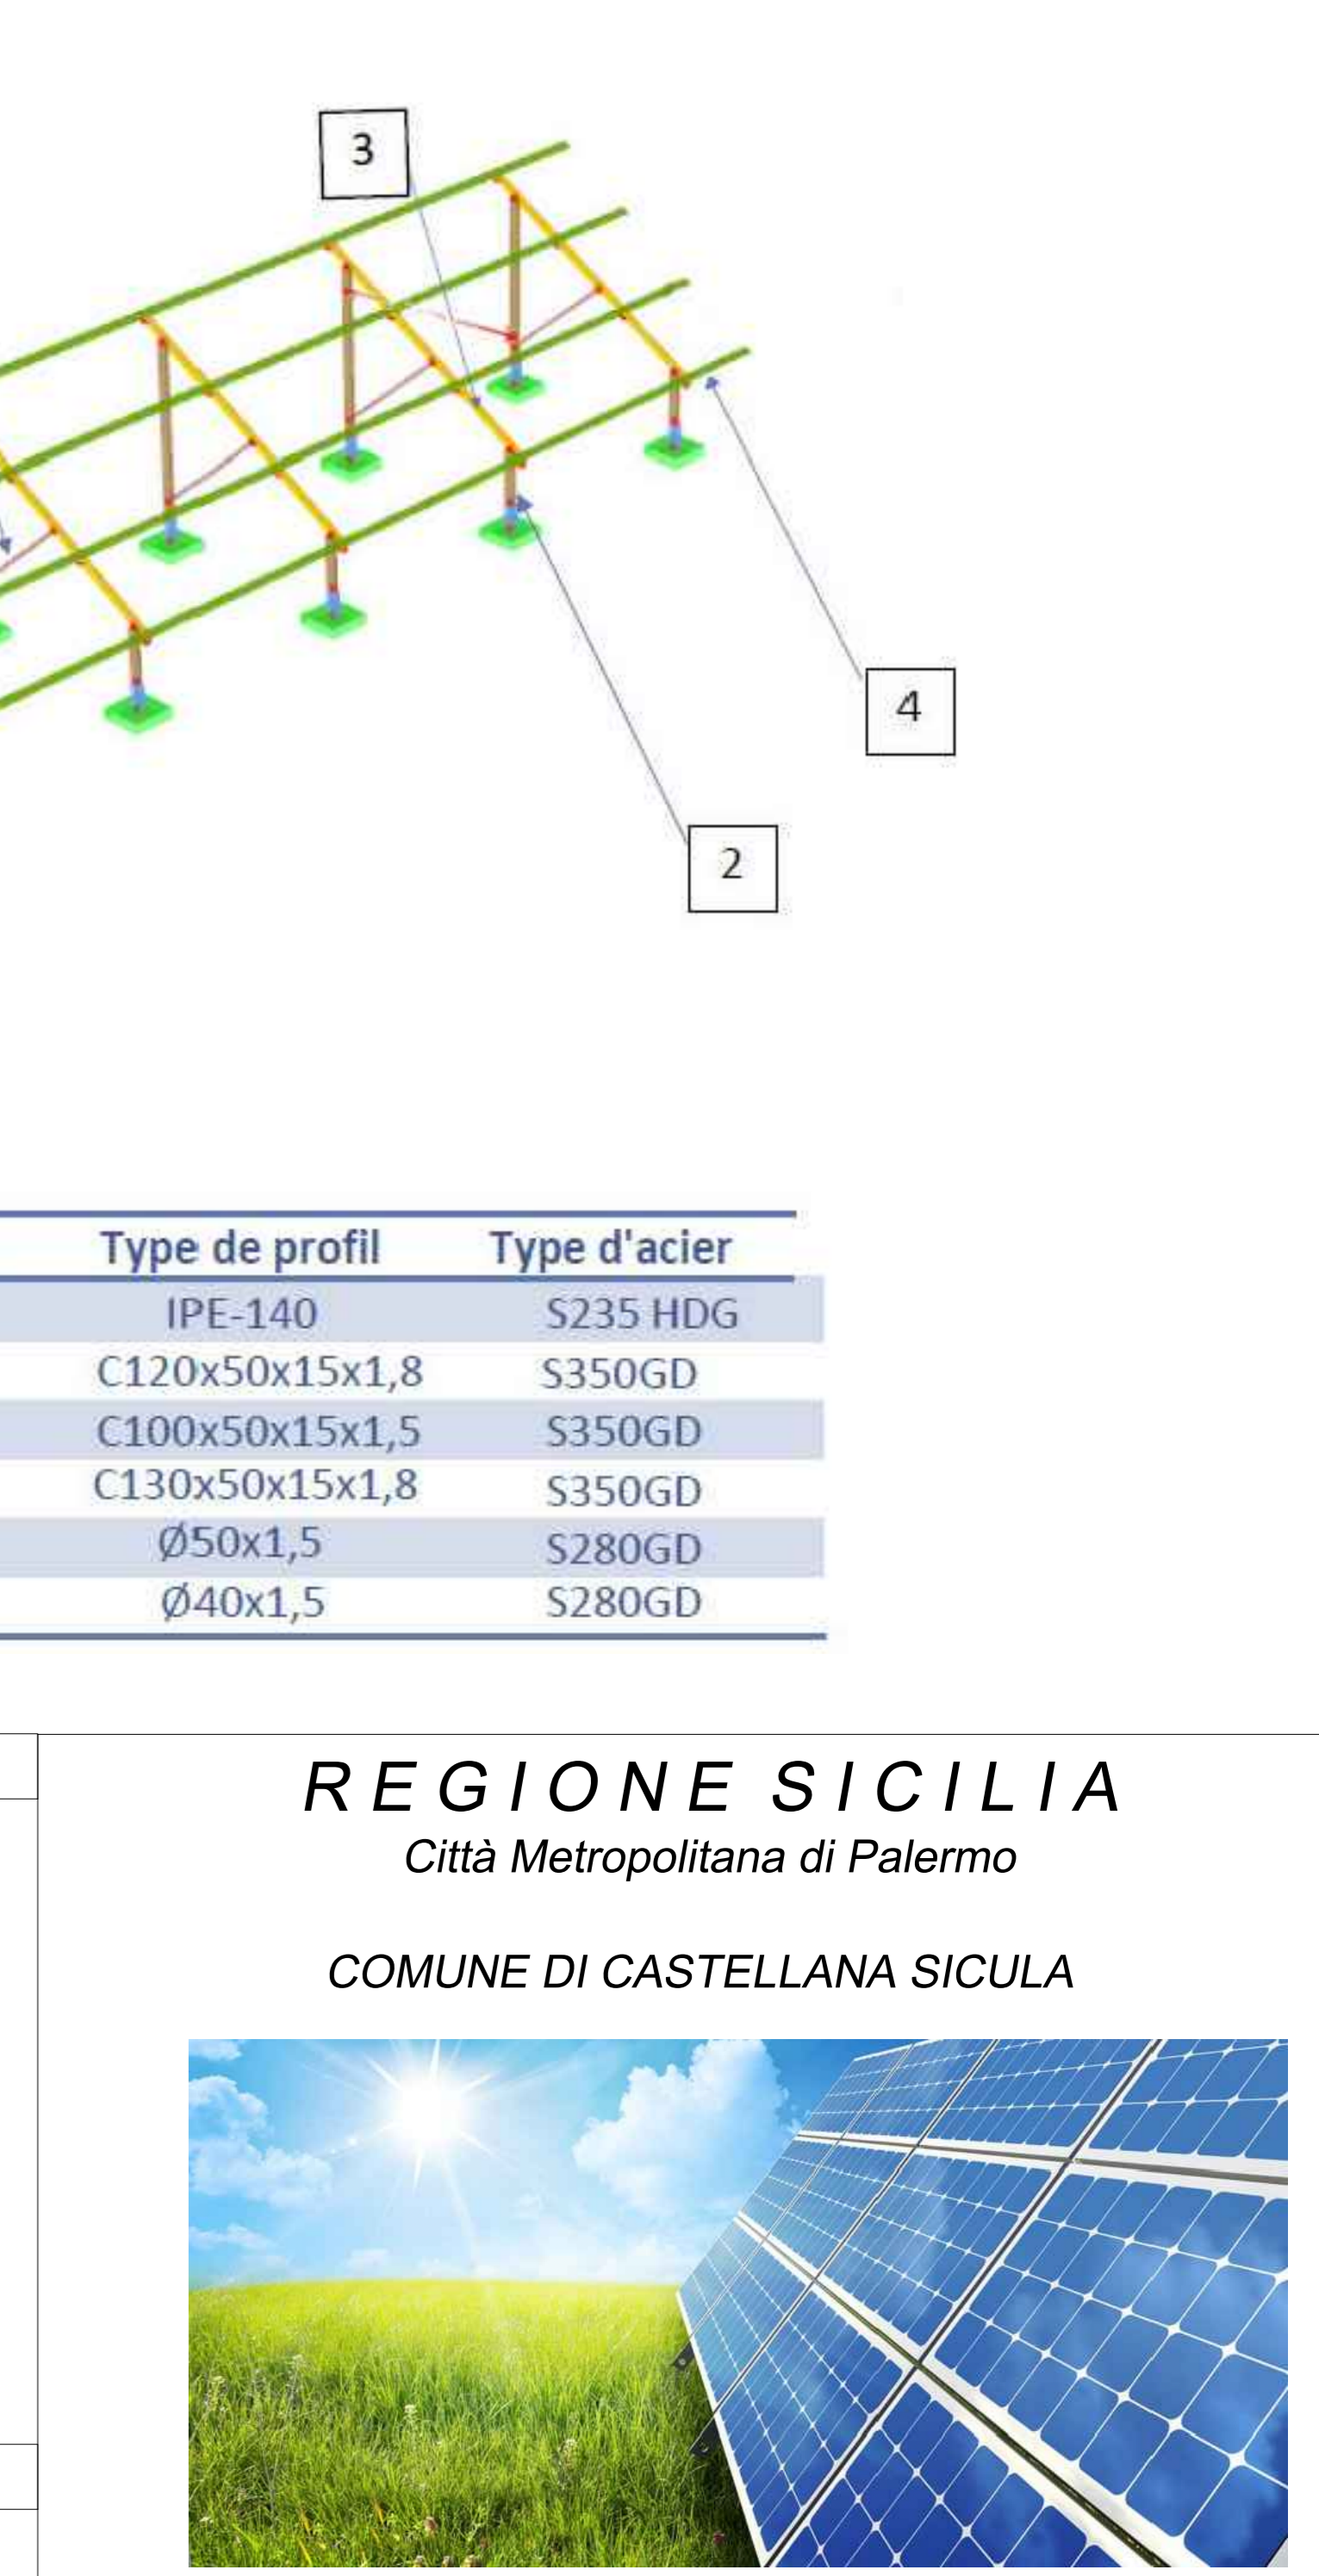 3
4
2
Type de profil Type d'acier
IPE-140 S235 HDG
C120x50x15x1,8 S350GD
C100x50x15x1,5 S350GD
C130x50x15x1,8 S350GD
Ø50x1,5 S280GD
Ø40x1,5 S280GD
REGIONE SICILIA
Città Metropolitana di Palermo
COMUNE DI CASTELLANA SICULA